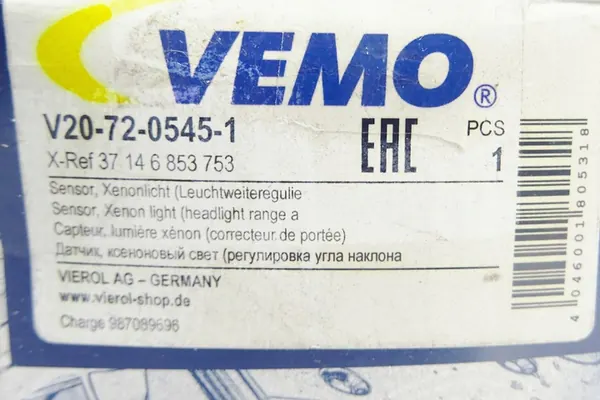 VEMO®
V20-72-0545-1
EAC
PCS
1
X-Ref 37 14 6 853 753
Sensor, Xenonlicht (Leuchtweiteregulie
Sensor, Xenon light (headlight range a
Capteur, lumière xénon (correcteur de portée)
Датчик, ксеноновый свет (регулировка угла наклона
VIEROL AG – GERMANY
www.vierol-shop.de
Charge 987089696
4 046001 805318